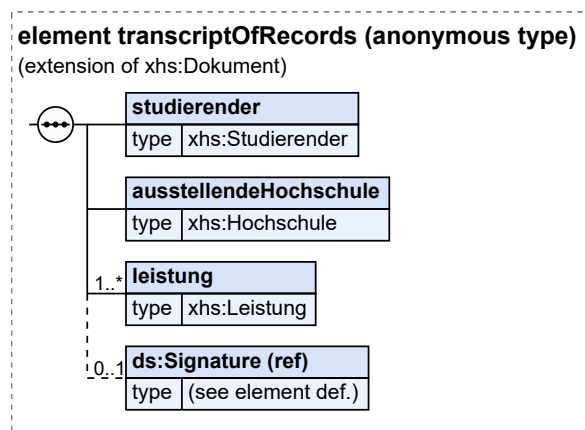 element transcriptOfRecords (anonymous type)
(extension of xhs:Dokument)
studierender
type xhs:Studierender
ausstellendeHochschule
type xhs:Hochschule
1..* leistung
type xhs:Leistung
0..1 ds:Signature (ref)
type (see element def.)